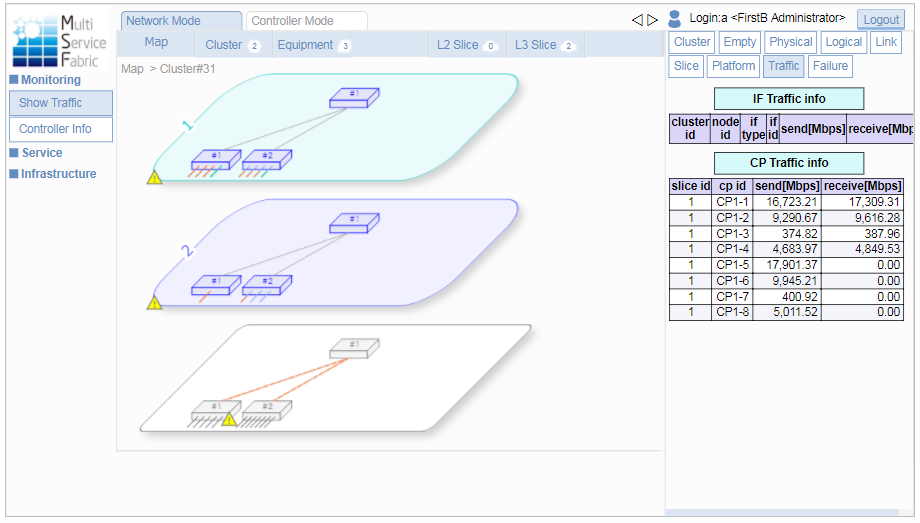 Multi
Service
Fabric
Network Mode
Controller Mode
Login:a <FirstB Administrator>
Logout
Map
Cluster 2
Equipment 3
L2 Slice 0
L3 Slice 2
Map > Cluster#31
Monitoring
Show Traffic
Controller Info
Service
Infrastructure
1
#1
#1
#2
2
#1
#1
#2
#1
#1
#2
Cluster Empty Physical Logical Link
Slice Platform Traffic Failure
IF Traffic info
cluster id node id if type if id send[Mbps] receive[Mbp
CP Traffic info
slice id cp id send[Mbps] receive[Mbps]
1 CP1-1 16,723.21 17,309.31
1 CP1-2 9,290.67 9,616.28
1 CP1-3 374.82 387.96
1 CP1-4 4,683.97 4,849.53
1 CP1-5 17,901.37 0.00
1 CP1-6 9,945.21 0.00
1 CP1-7 400.92 0.00
1 CP1-8 5,011.52 0.00